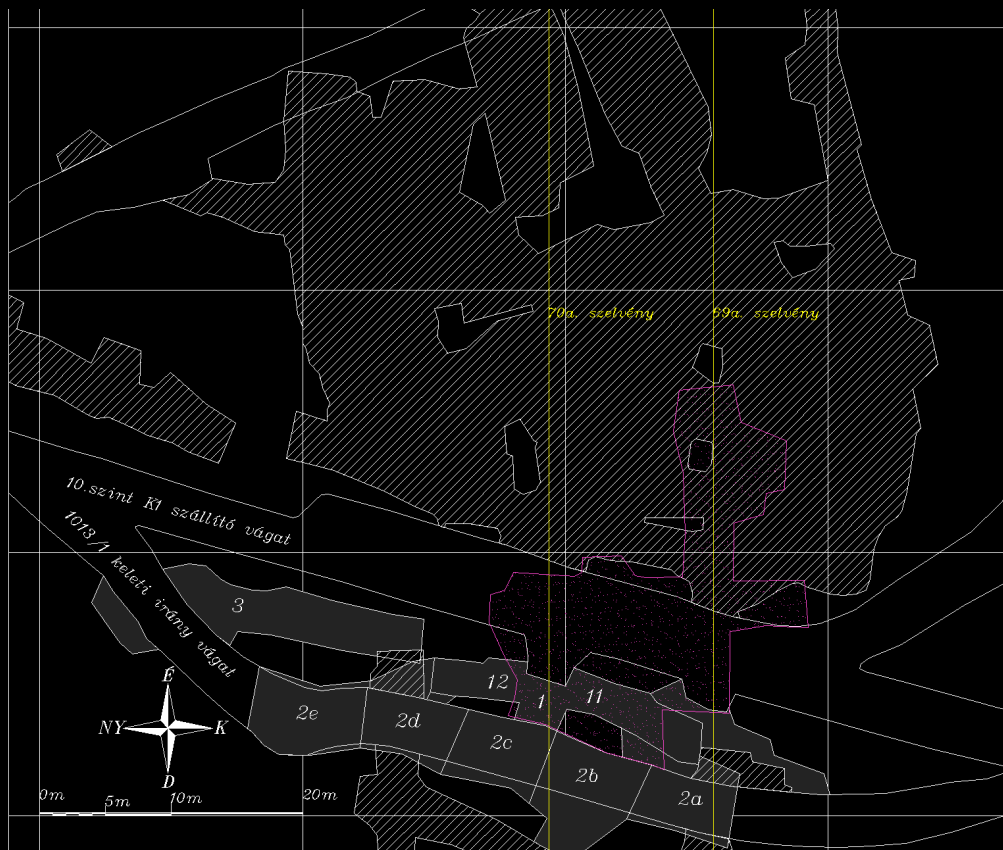 70a. szelvény
69a. szelvény
10.szint K1 szállító vágat
1013/1 keleti irány vágat
3
12
1
11
2e
2d
2c
2b
2a
É
NY
K
D
0m
5m
10m
20m